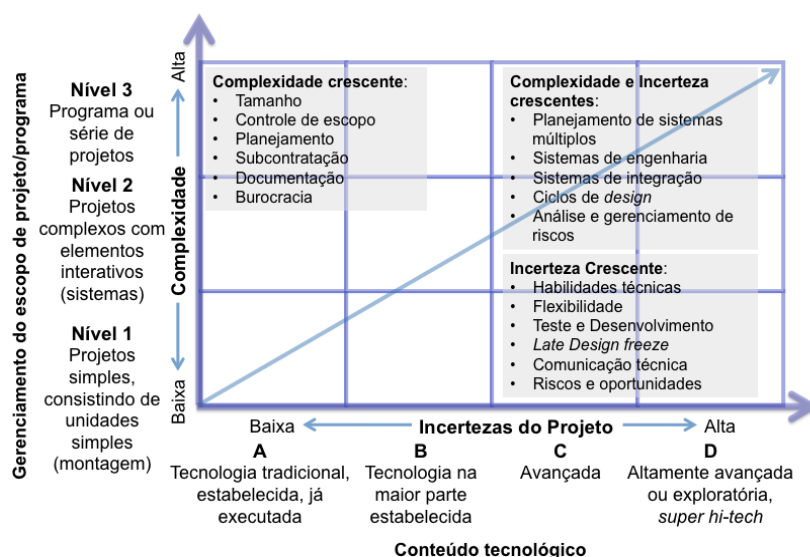 Gerenciamento do escopo de projeto/programa
Nível 3
Programa ou
série de
projetos
Nível 2
Projetos
complexos com
elementos
interativos
(sistemas)
Nível 1
Projetos
simples,
consistindo de
unidades
simples
(montagem)
Alta
Complexidade
Baixa
Complexidade crescente:
• Tamanho
• Controle de escopo
• Planejamento
• Subcontratação
• Documentação
• Burocracia
Complexidade e Incerteza
crescentes:
• Planejamento de sistemas
múltiplos
• Sistemas de engenharia
• Sistemas de integração
• Ciclos de design
• Análise e gerenciamento de
riscos
Incerteza Crescente:
• Habilidades técnicas
• Flexibilidade
• Teste e Desenvolvimento
• Late Design freeze
• Comunicação técnica
• Riscos e oportunidades
Baixa Incertezas do Projeto Alta
A
Tecnologia tradicional,
estabelecida, já
executada
B
Tecnologia na
maior parte
estabelecida
C
Avançada
D
Altamente avançada
ou exploratória,
super hi-tech
Conteúdo tecnológico